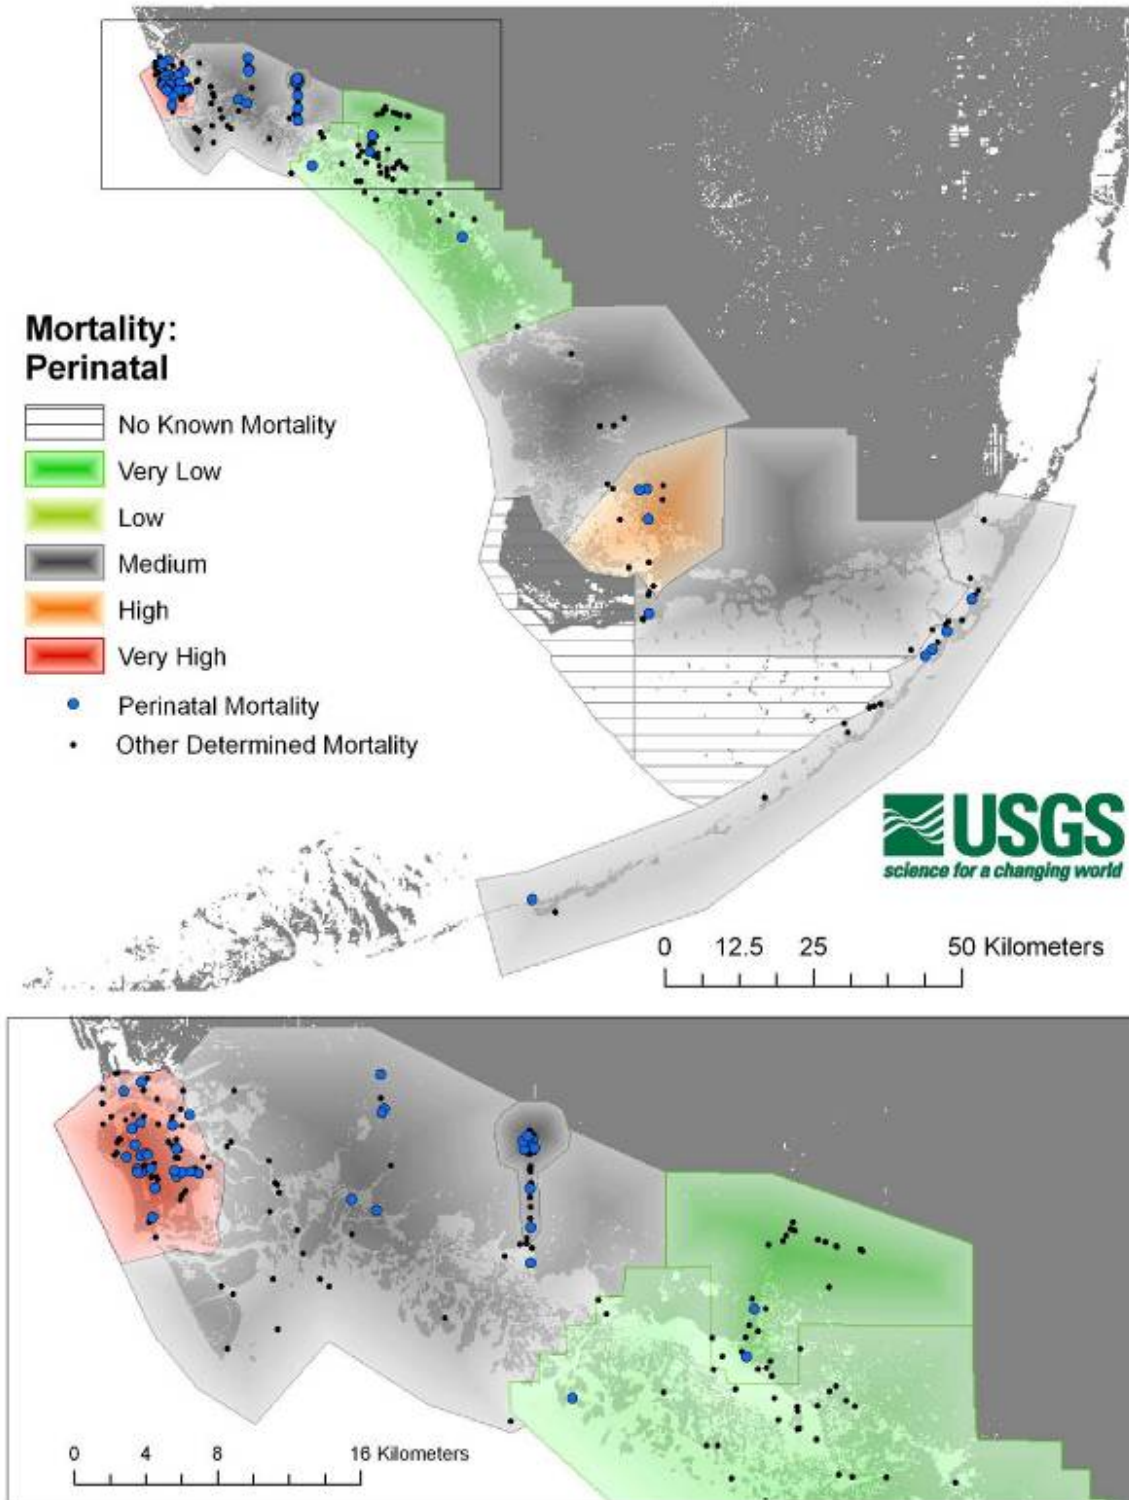 Mortality:
Perinatal
No Known Mortality
Very Low
Low
Medium
High
Very High
Perinatal Mortality
Other Determined Mortality
USGS
science for a changing world
0 12.5 25 50 Kilometers
0 4 8 16 Kilometers